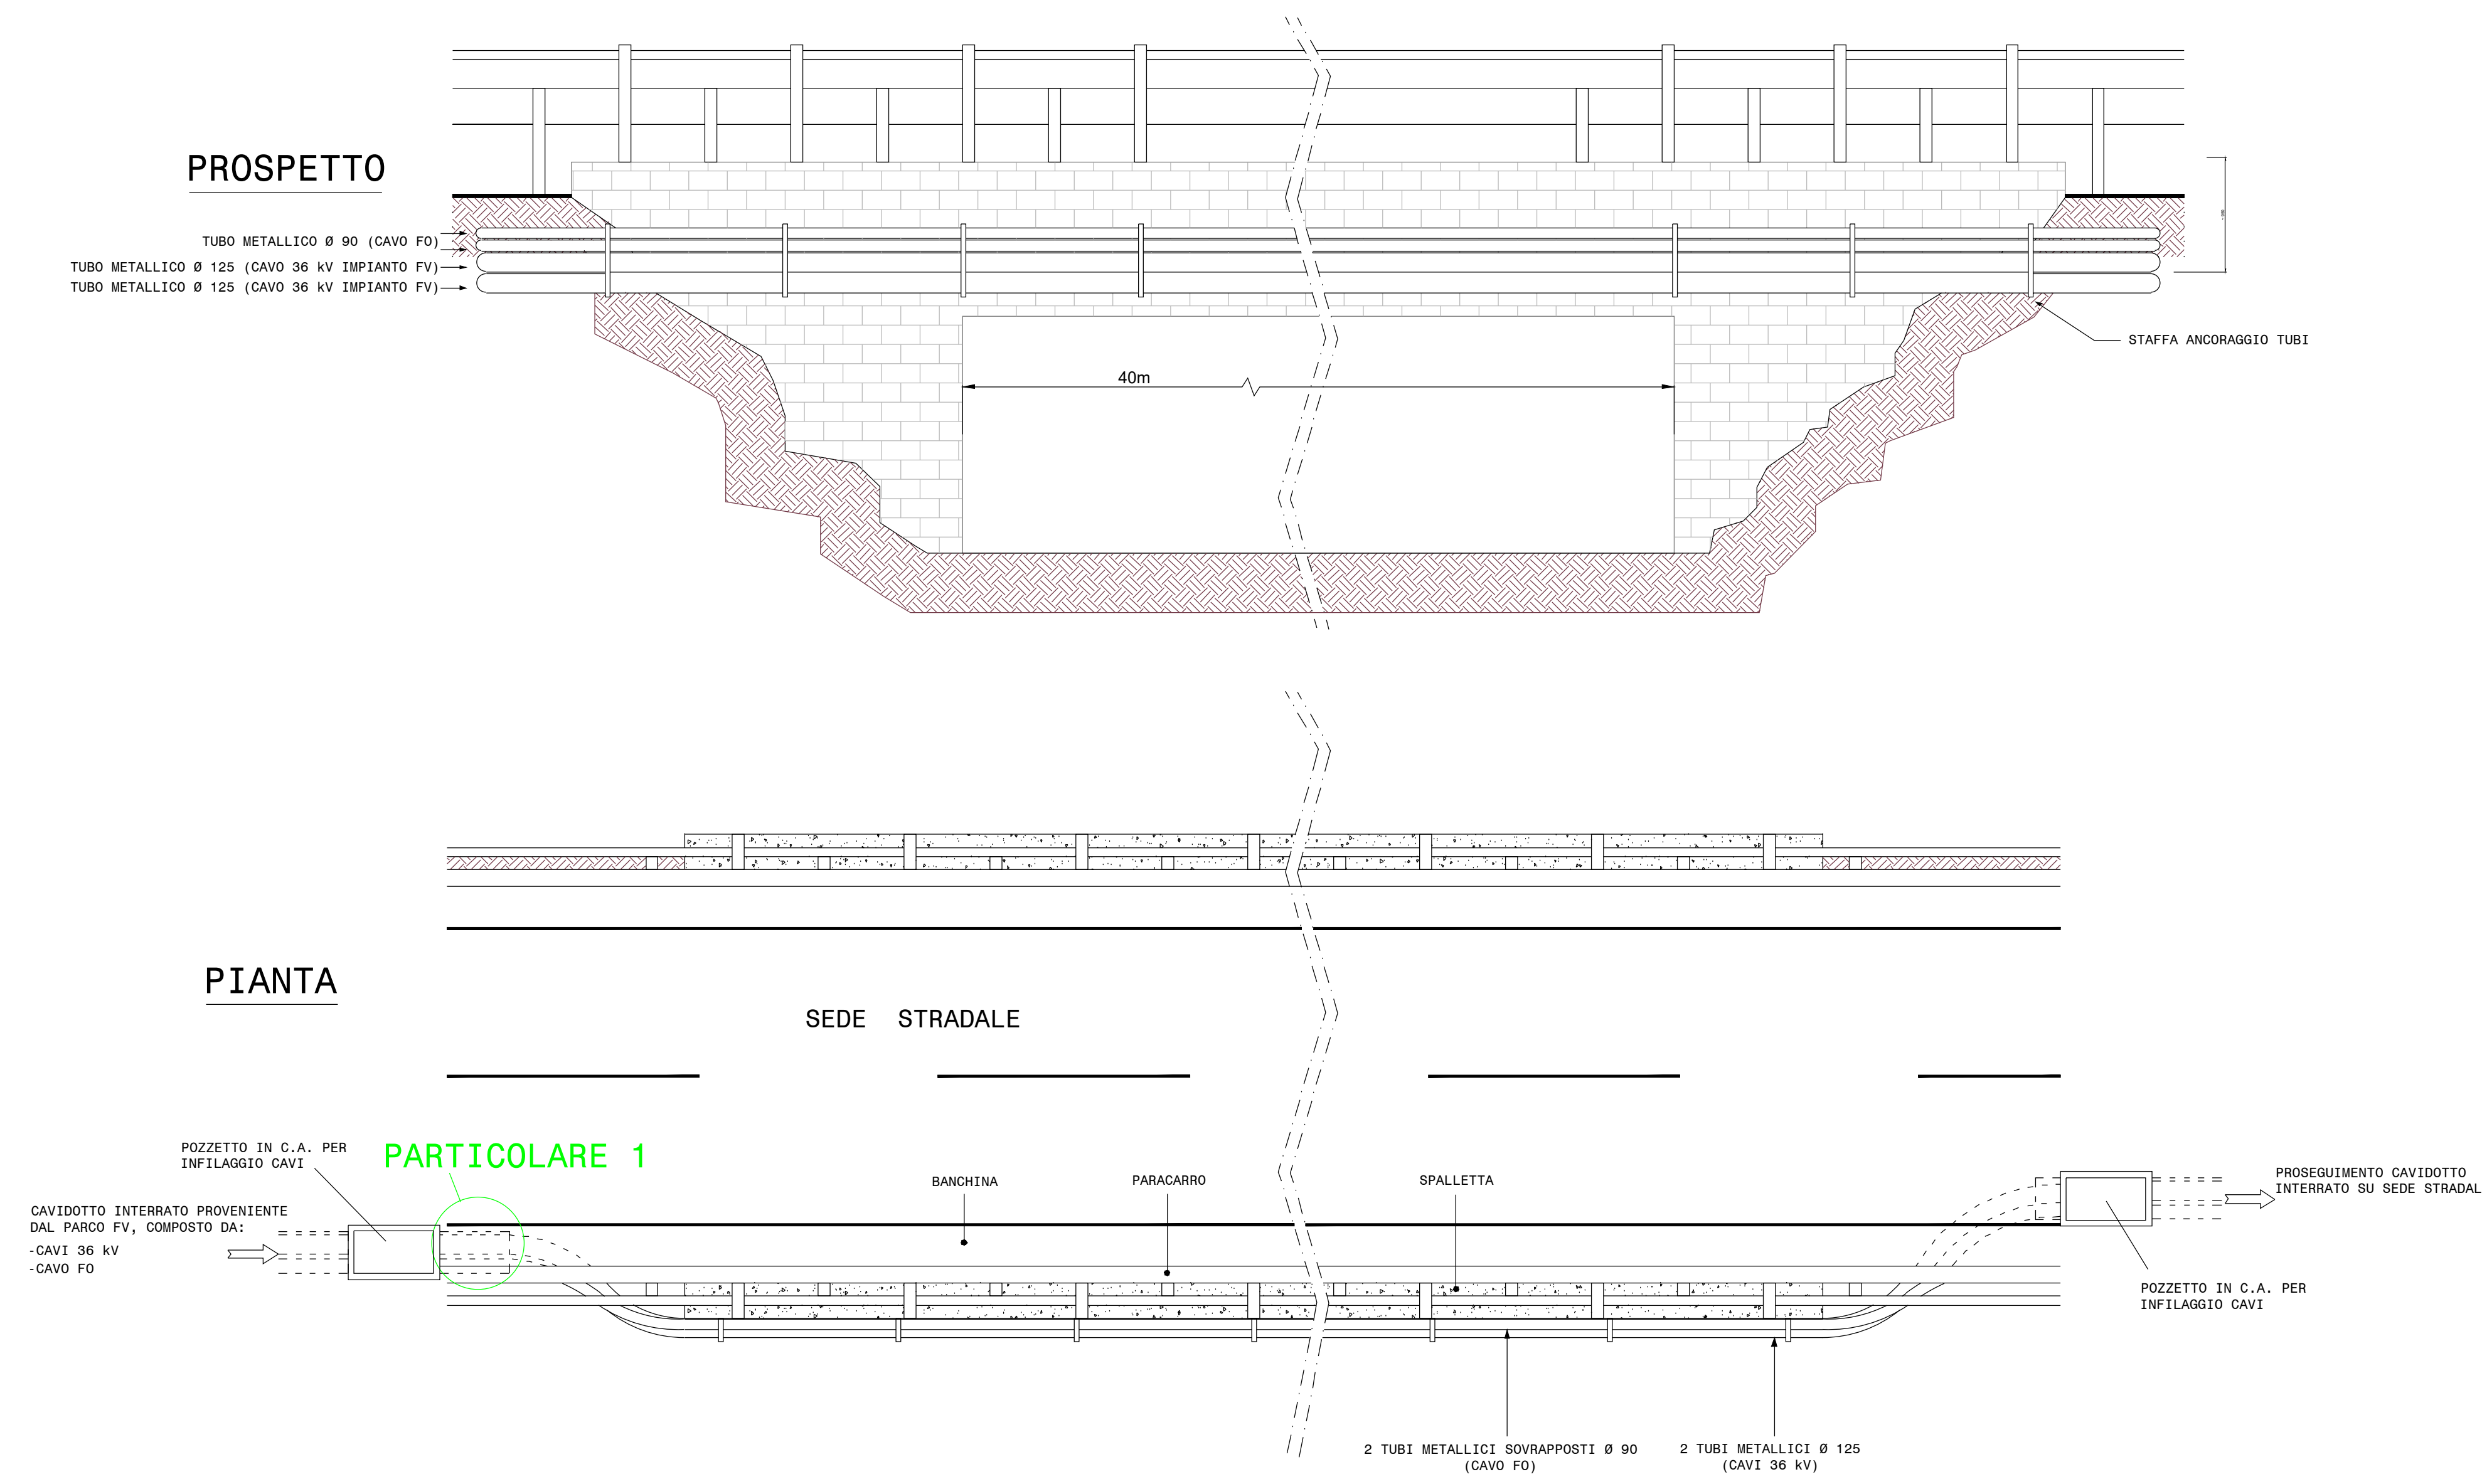 PROSPETTO
TUBO METALLICO Ø 90 (CAVO FO)
TUBO METALLICO Ø 125 (CAVO 36 kV IMPIANTO FV)
TUBO METALLICO Ø 125 (CAVO 36 kV IMPIANTO FV)
STAFFA ANCORAGGIO TUBI
40m
PIANTA
SEDE STRADALE
POZZETTO IN C.A. PER
INFILAGGIO CAVI
PARTICOLARE 1
CAVIDOTTO INTERRATO PROVENIENTE
DAL PARCO FV, COMPOSTO DA:
-CAVI 36 kV
-CAVO FO
BANCHINA
PARACARRO
SPALLETTA
PROSEGUIMENTO CAVIDOTTO
INTERRATO SU SEDE STRADAL
POZZETTO IN C.A. PER
INFILAGGIO CAVI
2 TUBI METALLICI SOVRAPPOSTI Ø 90
(CAVO FO)
2 TUBI METALLICI Ø 125
(CAVI 36 kV)